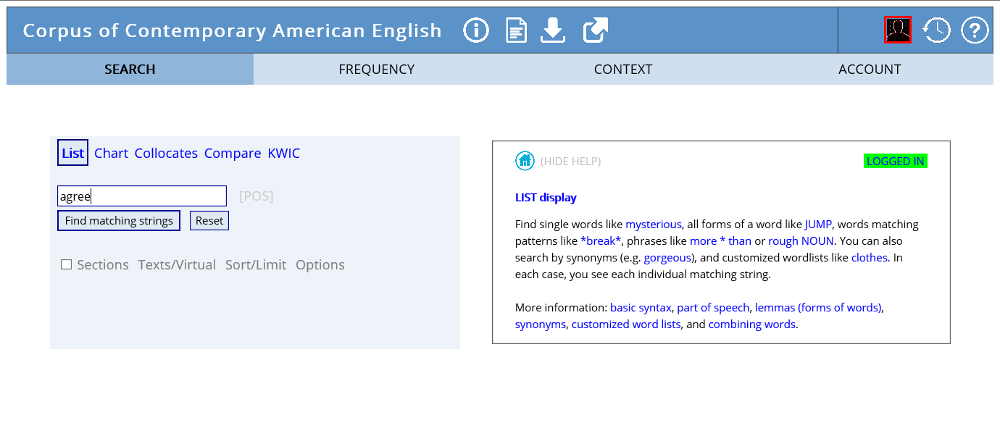 Corpus of Contemporary American English
SEARCH FREQUENCY CONTEXT ACCOUNT
List Chart Collocates Compare KWIC
agree [POS]
Find matching strings Reset
Sections Texts/Virtual Sort/Limit Options
(HIDE HELP) LOGGED IN
LIST display
Find single words like mysterious, all forms of a word like JUMP, words matching
patterns like *break*, phrases like more * than or rough NOUN. You can also
search by synonyms (e.g. gorgeous), and customized wordlists like clothes. In
each case, you see each individual matching string.
More information: basic syntax, part of speech, lemmas (forms of words),
synonyms, customized word lists, and combining words.